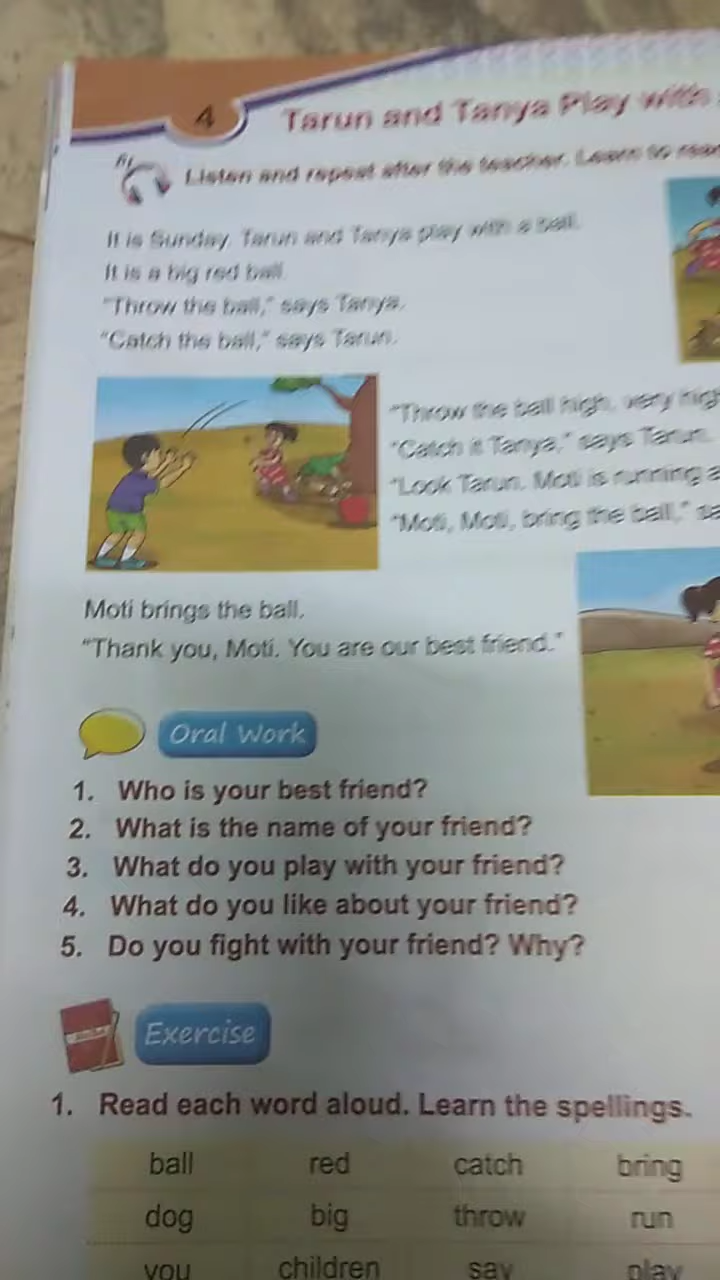 4
Tarun and Tanya Play with
Listen and repeat after the teacher. Learn to
It is Sunday. Tarun and Tanya play with a ball.
It is a big red ball.
"Throw the ball," says Tanya.
"Catch the ball," says Tarun.
"Throw the ball high, very
"Catch it Tanya," says Tarun.
"Look Tarun. Moti is running
"Moti, Moti, bring the ball,"
Moti brings the ball.
"Thank you, Moti. You are our best friend."
Oral Work
1. Who is your best friend?
2. What is the name of your friend?
3. What do you play with your friend?
4. What do you like about your friend?
5. Do you fight with your friend? Why?
Exercise
1. Read each word aloud. Learn the spellings.
ball red catch bring
dog big throw run
you children say play